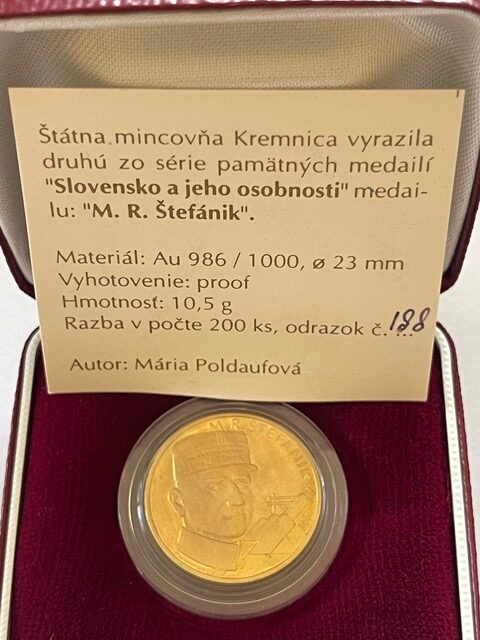 Štátna mincovňa Kremnica vyrazila
druhú zo série pamätných medailí
"Slovensko a jeho osobnosti" medai-
lu: "M. R. Štefánik".
Materiál: Au 986 / 1000, ø 23 mm
Vyhotovenie: proof
Hmotnosť: 10,5 g
Razba v počte 200 ks, odrazok č. 188
Autor: Mária Poldaufová
M. R. ŠTEFÁNIK